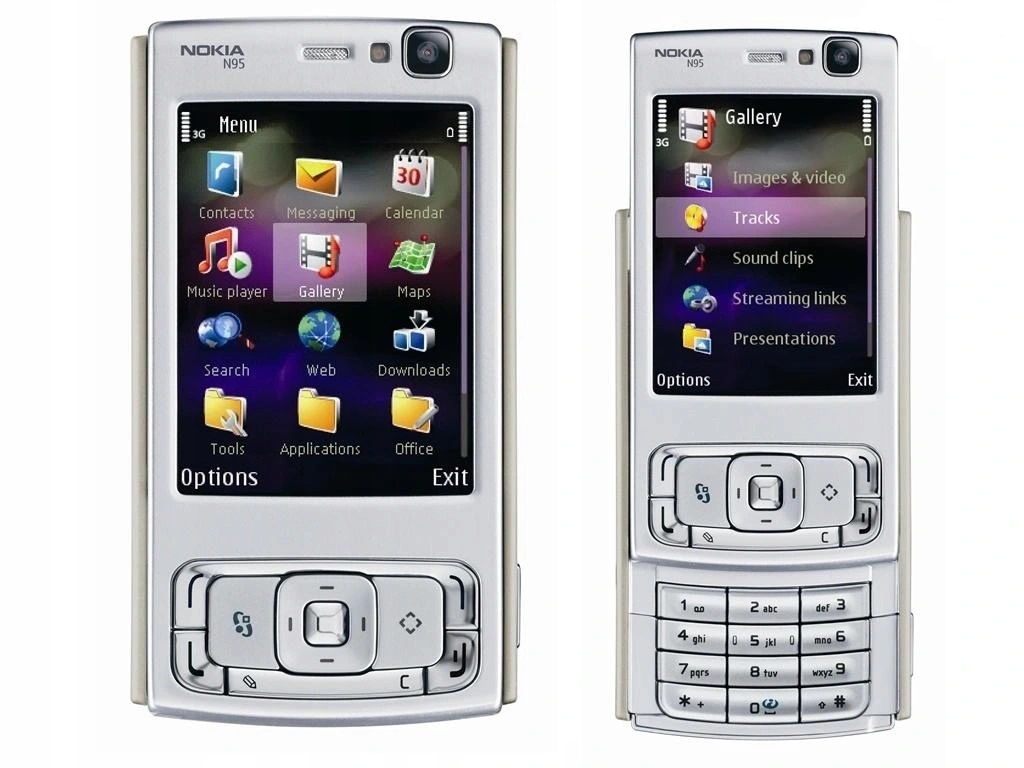 NOKIA
N95
3G Menu
30
Contacts Messaging Calendar
Music player Gallery Maps
Search Web Downloads
Tools Applications Office
Options Exit
C
NOKIA
N95
3G
Gallery
Images & video
Tracks
Sound clips
Streaming links
Presentations
Options Exit
C
1 2 abc def 3
4 ghi 5 jkl mno 6
7 pqrs 8 tuv wxyz 9
* + 0 #